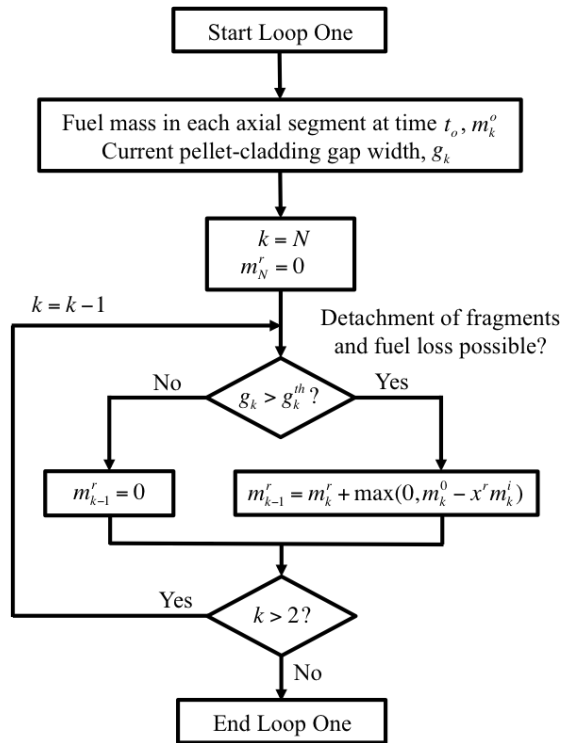 Start Loop One
Fuel mass in each axial segment at time t_o, m_k^o
Current pellet-cladding gap width, g_k
k = N
m_N^r = 0
k = k − 1
Detachment of fragments
and fuel loss possible?
No
Yes
g_k > g_k^{th} ?
m_{k−1}^r = 0
m_{k−1}^r = m_k^r + max(0, m_k^0 − x^r m_k^i)
Yes
k > 2 ?
No
End Loop One